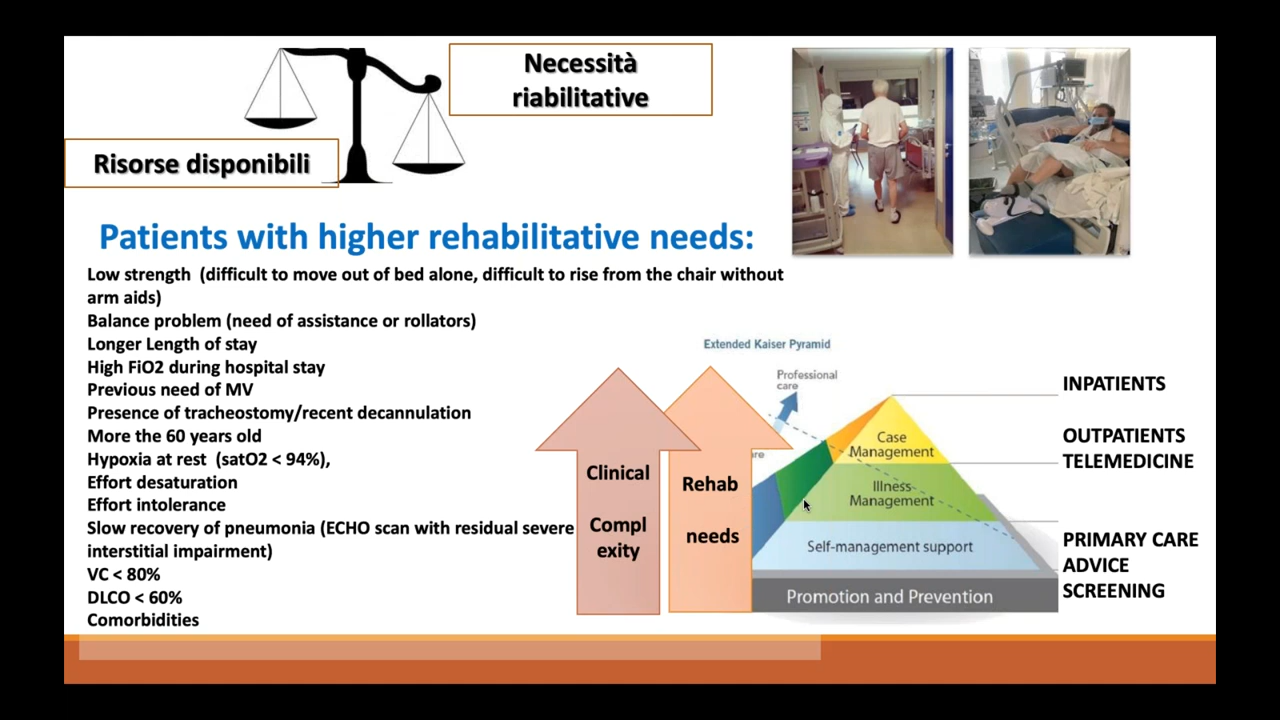 Necessità
riabilitative
Risorse disponibili
Patients with higher rehabilitative needs:
Low strength (difficult to move out of bed alone, difficult to rise from the chair without
arm aids)
Balance problem (need of assistance or rollators)
Longer Length of stay
High FiO2 during hospital stay
Previous need of MV
Presence of tracheostomy/recent decannulation
More the 60 years old
Hypoxia at rest (satO2 < 94%),
Effort desaturation
Effort intolerance
Slow recovery of pneumonia (ECHO scan with residual severe
interstitial impairment)
VC < 80%
DLCO < 60%
Comorbidities
Clinical
Compl
exity
Rehab
needs
Extended Kaiser Pyramid
Professional
care
re
Case
Management
Illness
Management
Self-management support
Promotion and Prevention
INPATIENTS
OUTPATIENTS
TELEMEDICINE
PRIMARY CARE
ADVICE
SCREENING